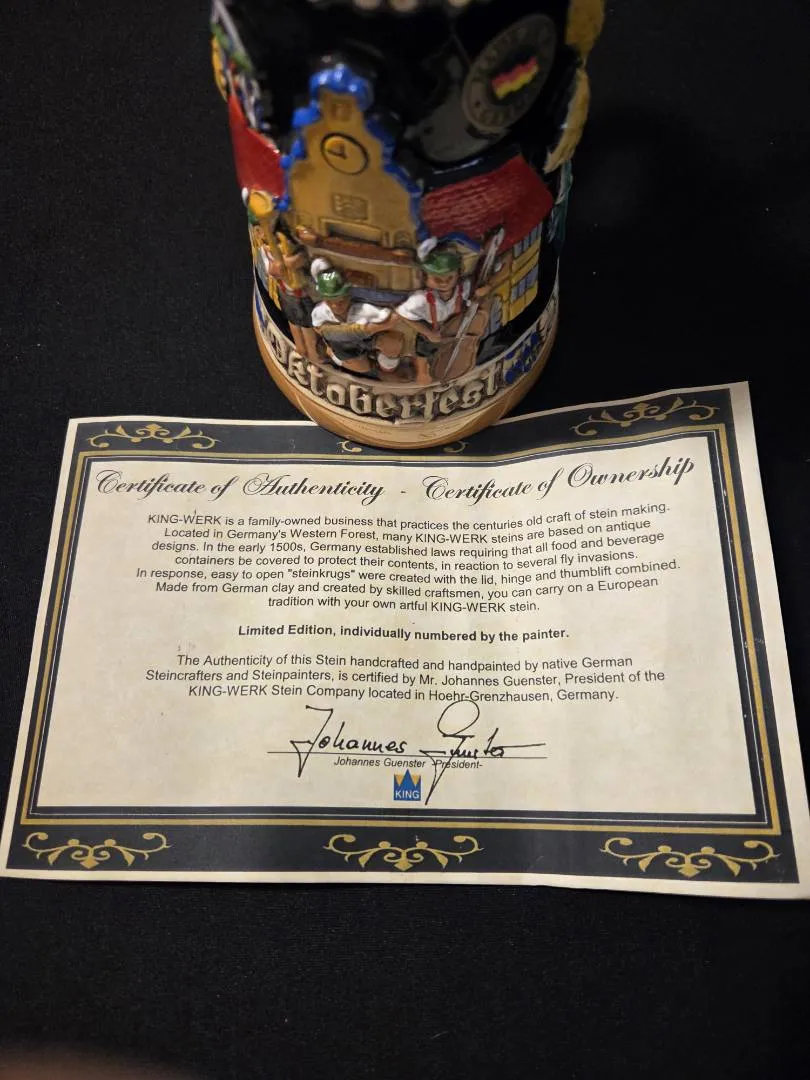 Oktoberfest
Certificate of Authenticity - Certificate of Ownership
KING-WERK is a family-owned business that practices the centuries old craft of stein making.
Located in Germany's Western Forest, many KING-WERK steins are based on antique
designs. In the early 1500s, Germany established laws requiring that all food and beverage
containers be covered to protect their contents, in reaction to several fly invasions.
In response, easy to open "steinkrugs" were created with the lid, hinge and thumblift combined.
Made from German clay and created by skilled craftsmen, you can carry on a European
tradition with your own artful KING-WERK stein.
Limited Edition, individually numbered by the painter.
The Authenticity of this Stein handcrafted and handpainted by native German
Steincrafters and Steinpainters, is certified by Mr. Johannes Guenster, President of the
KING-WERK Stein Company located in Hoehr-Grenzhausen, Germany.
Johannes Guenster
Johannes Guenster -President-
KING